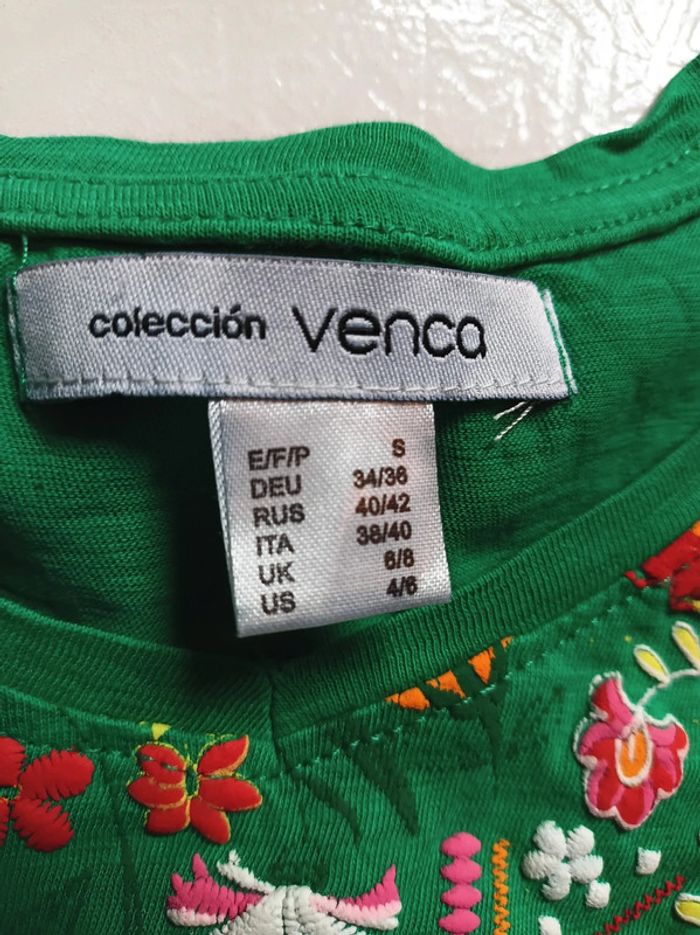 colección venca
E/F/P S
DEU 34/36
RUS 40/42
ITA 38/40
UK 6/8
US 4/6